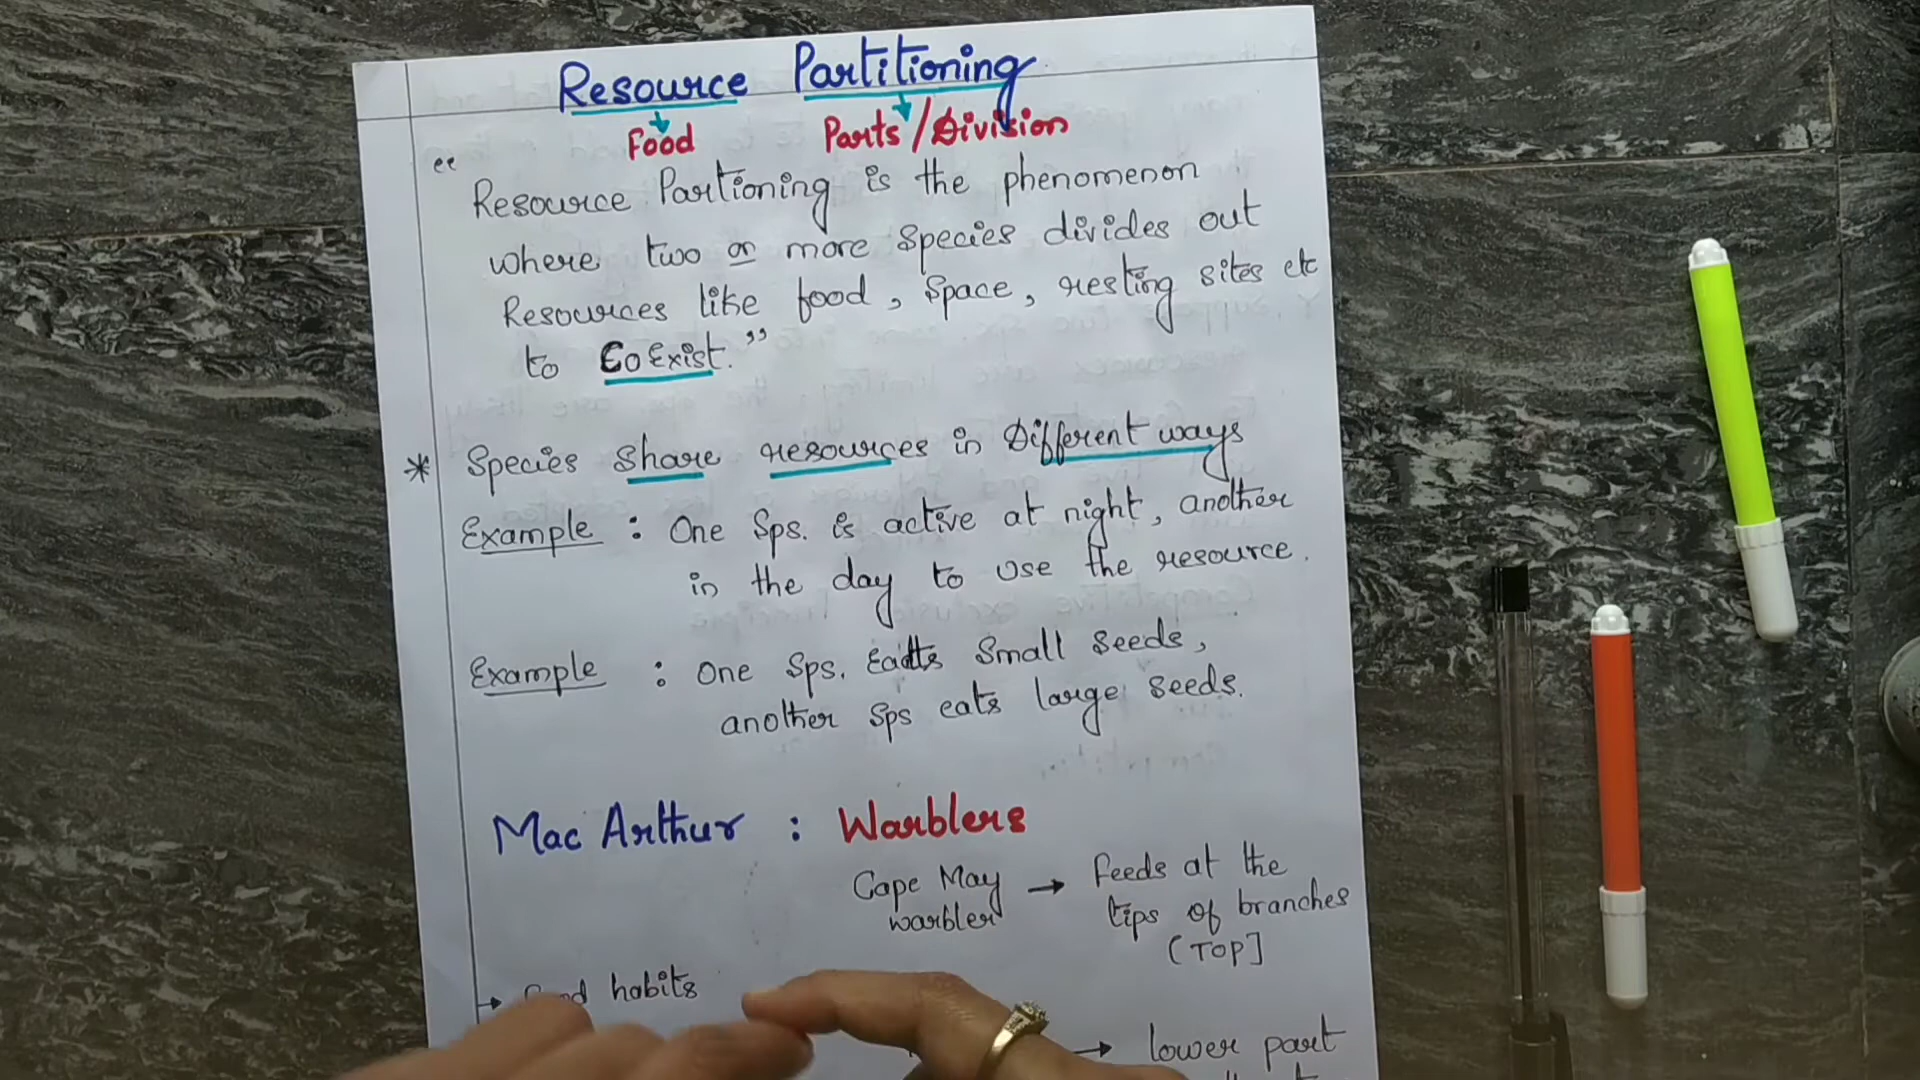 Resource Partitioning
Food Parts/Division
" Resource Partioning is the phenomenon
where two or more species divides out
Resources like food, space, resting sites etc
to CoExist."
* Species share resources in Different ways
Example : One Sps. is active at night, another
in the day to use the resource.
Example : One Sps. Eatts Small Seeds,
another Sps eats large seeds.
Mac Arthur : Warblers
Cape May warbler → feeds at the
tips of branches
(TOP]
→ habits
→ lower part